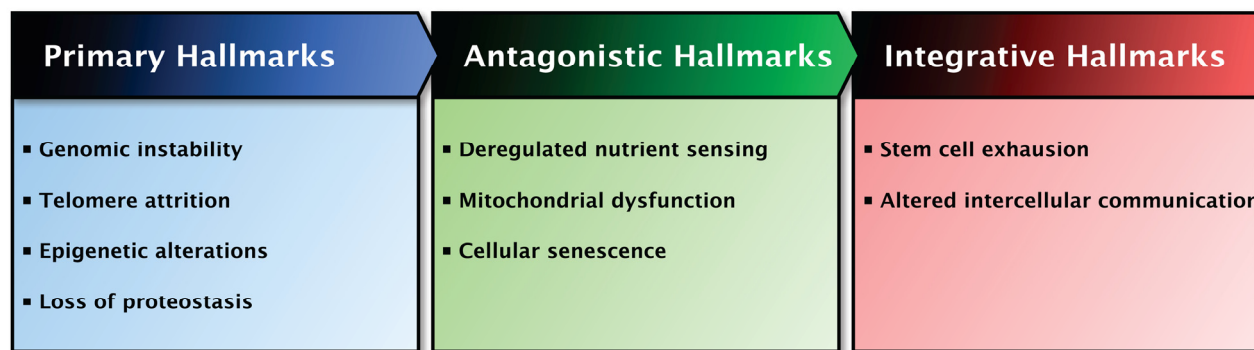 Primary Hallmarks
▪ Genomic instability
▪ Telomere attrition
▪ Epigenetic alterations
▪ Loss of proteostasis
Antagonistic Hallmarks
▪ Deregulated nutrient sensing
▪ Mitochondrial dysfunction
▪ Cellular senescence
Integrative Hallmarks
▪ Stem cell exhausion
▪ Altered intercellular communication